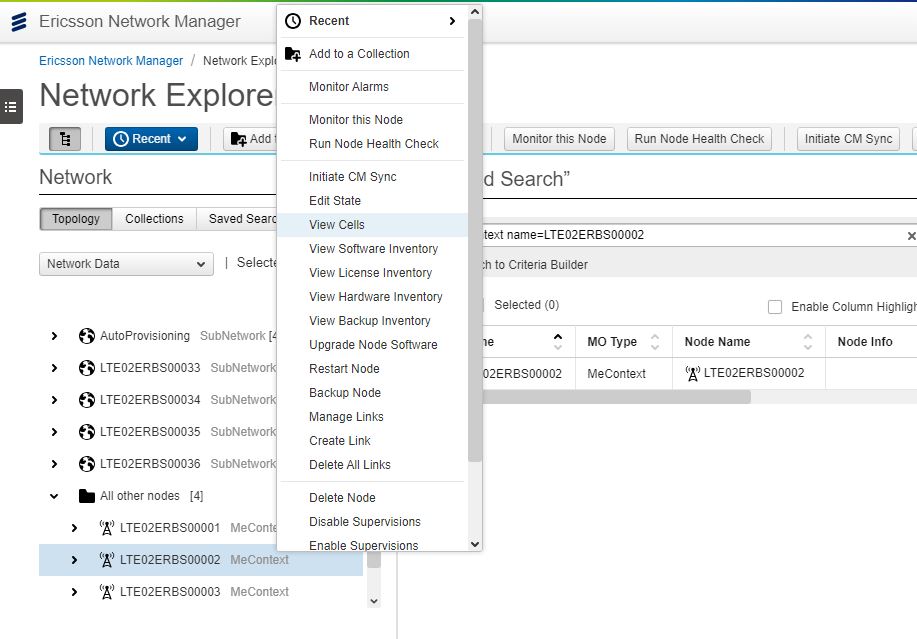 Ericsson Network Manager
Ericsson Network Manager / Network Explo
Network Explore
Recent
Add t
Monitor this Node
Run Node Health Check
Initiate CM Sync
Network
Topology
Collections
Saved Searc
Network Data
| Selecte
AutoProvisioning SubNetwork [4
LTE02ERBS00033 SubNetwork
LTE02ERBS00034 SubNetwork
LTE02ERBS00035 SubNetwork
LTE02ERBS00036 SubNetwork
All other nodes [4]
LTE02ERBS00001 MeConte
LTE02ERBS00002 MeContext
LTE02ERBS00003 MeContext
Recent
Add to a Collection
Monitor Alarms
Monitor this Node
Run Node Health Check
Initiate CM Sync
Edit State
View Cells
View Software Inventory
View License Inventory
View Hardware Inventory
View Backup Inventory
Upgrade Node Software
Restart Node
Backup Node
Manage Links
Create Link
Delete All Links
Delete Node
Disable Supervisions
Enable Supervisions
d Search”
text name=LTE02ERBS00002
ch to Criteria Builder
Selected (0)
Enable Column Highligh
me
MO Type
Node Name
Node Info
02ERBS00002
MeContext
LTE02ERBS00002